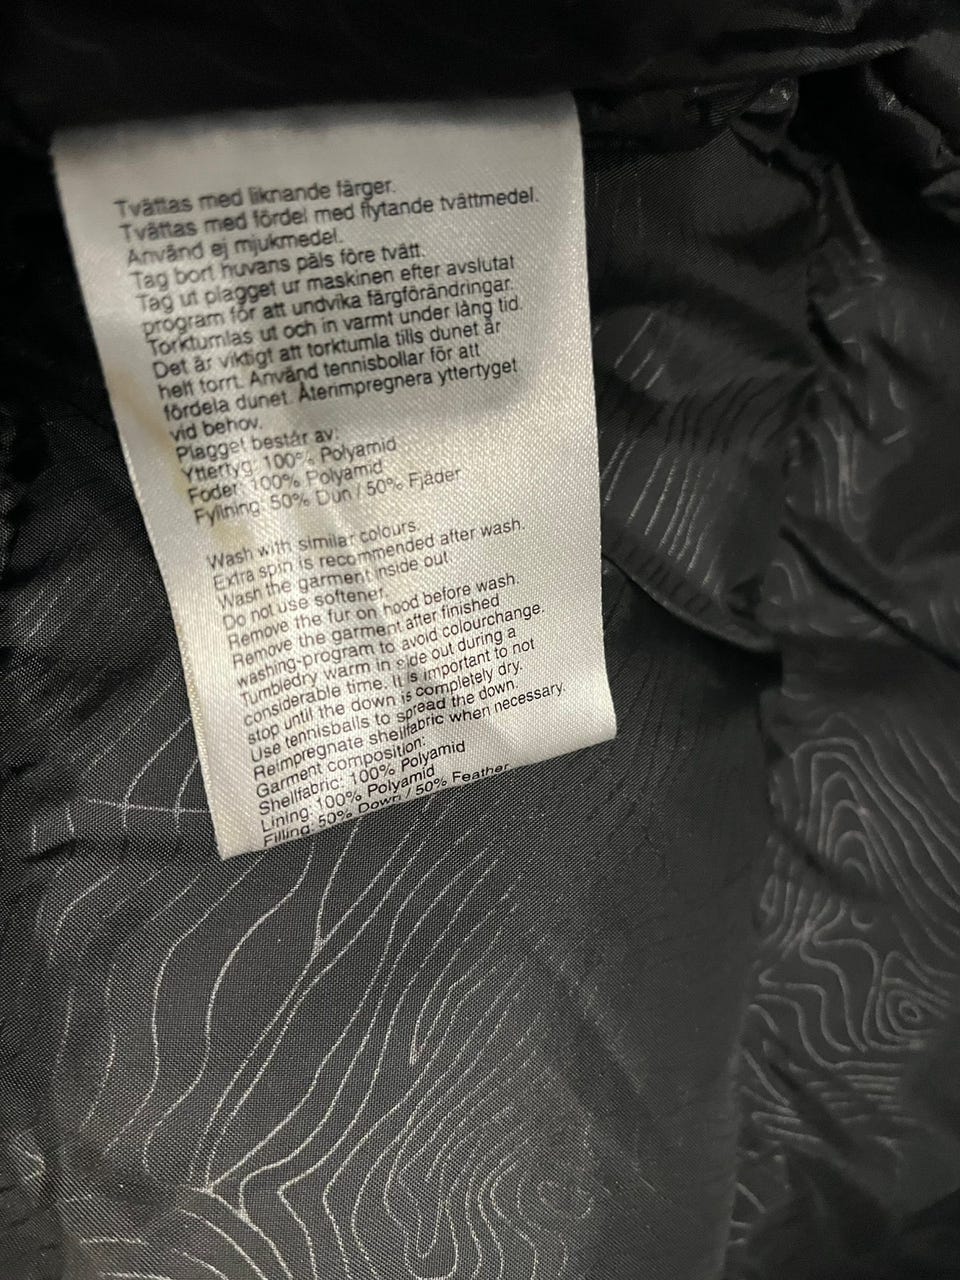 Tvättas med liknande färger.
Tvättas med fördel med flytande tvättmedel.
Använd ej mjukmedel.
Tag bort huvans päls före tvätt.
Tag ut plagget ur maskinen efter avslutat
program för att undvika färgförändringar.
Torktumlas ut och in varmt under lång tid.
Det är viktigt att torktumla tills dunet är
helt torrt. Använd tennisbollar för att
fördela dunet. Återimpregnera yttertyget
vid behov.
Plagget består av:
Yttertyg: 100% Polyamid
Foder: 100% Polyamid
Fyllning: 50% Dun / 50% Fjäder
Wash with similar colours.
Extra spin is recommended after wash.
Wash the garment inside out
Do not use softener.
Remove the fur on hood before wash.
Remove the garment after finished
washing-program to avoid colourchange.
Tumbledry warm in side out during a
considerable time. It is important to not
stop until the down is completely dry.
Use tennisballs to spread the down.
Reimpregnate shellfabric when necessary.
Garment composition:
Shellfabric: 100% Polyamid
Lining: 100% Polyamid
Filling: 50% Down / 50% Feather